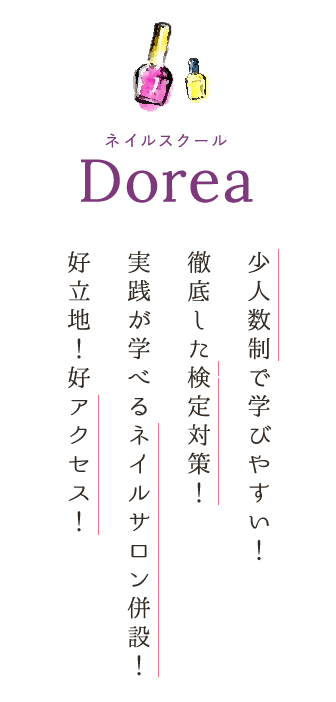 ネイルスクール
Dorea
少人数制で学びやすい！
徹底した検定対策！
実践が学べるネイルサロン併設！
好立地！好アクセス！